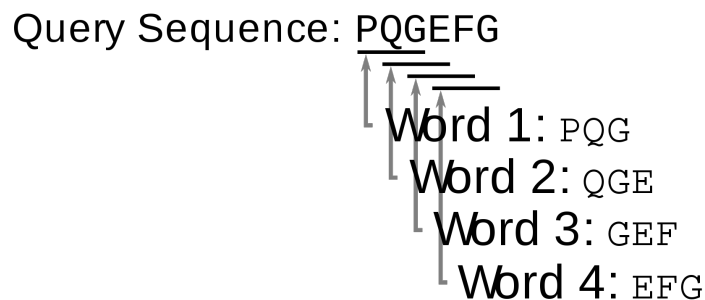 Query Sequence: PQGEFG
Word 1: PQG
Word 2: QGE
Word 3: GEF
Word 4: EFG